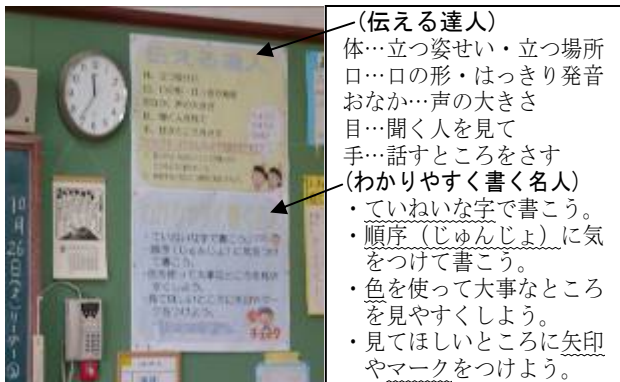 伝える達人
10月26日(火)
(伝える達人)
体…立つ姿せい・立つ場所
口…口の形・はっきり発音
おなか…声の大きさ
目…聞く人を見て
手…話すところをさす
(わかりやすく書く名人)
・ていねいな字で書こう。
・順序(じゅんじょ)に気
をつけて書こう。
・色を使って大事なところ
を見やすくしよう。
・見てほしいところに矢印
やマークをつけよう。